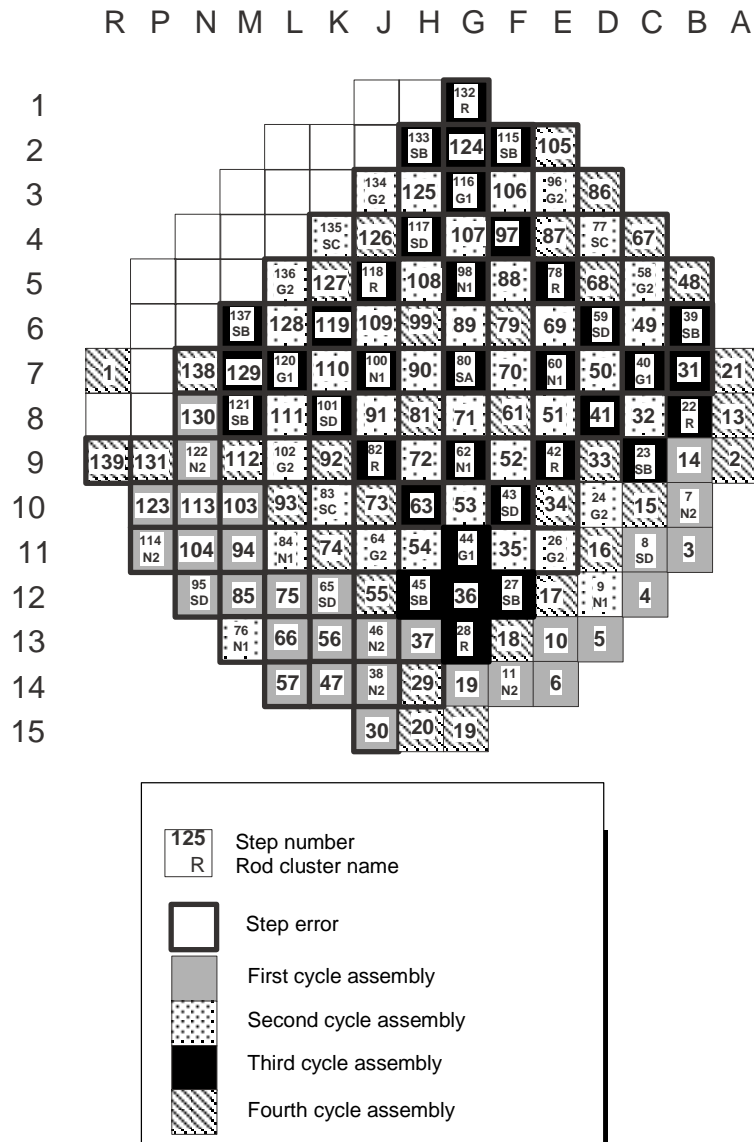 R P N M L K J H G F E D C B A
1 132 R
2 133 SB 124 115 SB 105
3 134 G2 125 116 G1 106 96 G2 86
4 135 SC 126 117 SD 107 97 87 77 SC 67
5 136 G2 127 118 R 108 98 N1 88 78 R 68 58 G2 48
6 137 SB 128 119 109 99 89 79 69 59 SD 49 39 SB
7 1 138 129 120 G1 110 100 N1 90 80 SA 70 60 N1 50 40 G1 31 21
8 130 121 SB 111 101 SD 91 81 71 61 51 41 32 22 R 13
9 139 131 122 N2 112 102 G2 92 82 R 72 62 N1 52 42 R 33 23 SB 14 2
10 123 113 103 93 83 SC 73 63 53 43 SD 34 24 G2 15 7 N2
11 114 N2 104 94 84 N1 74 64 G2 54 44 G1 35 26 G2 16 8 SD 3
12 95 SD 85 75 65 SD 55 45 SB 36 27 SB 17 9 N1 4
13 76 N1 66 56 46 N2 37 28 R 18 10 5
14 57 47 38 N2 29 19 11 N2 6
15 30 20 19
125 Step number
R Rod cluster name
Step error
First cycle assembly
Second cycle assembly
Third cycle assembly
Fourth cycle assembly